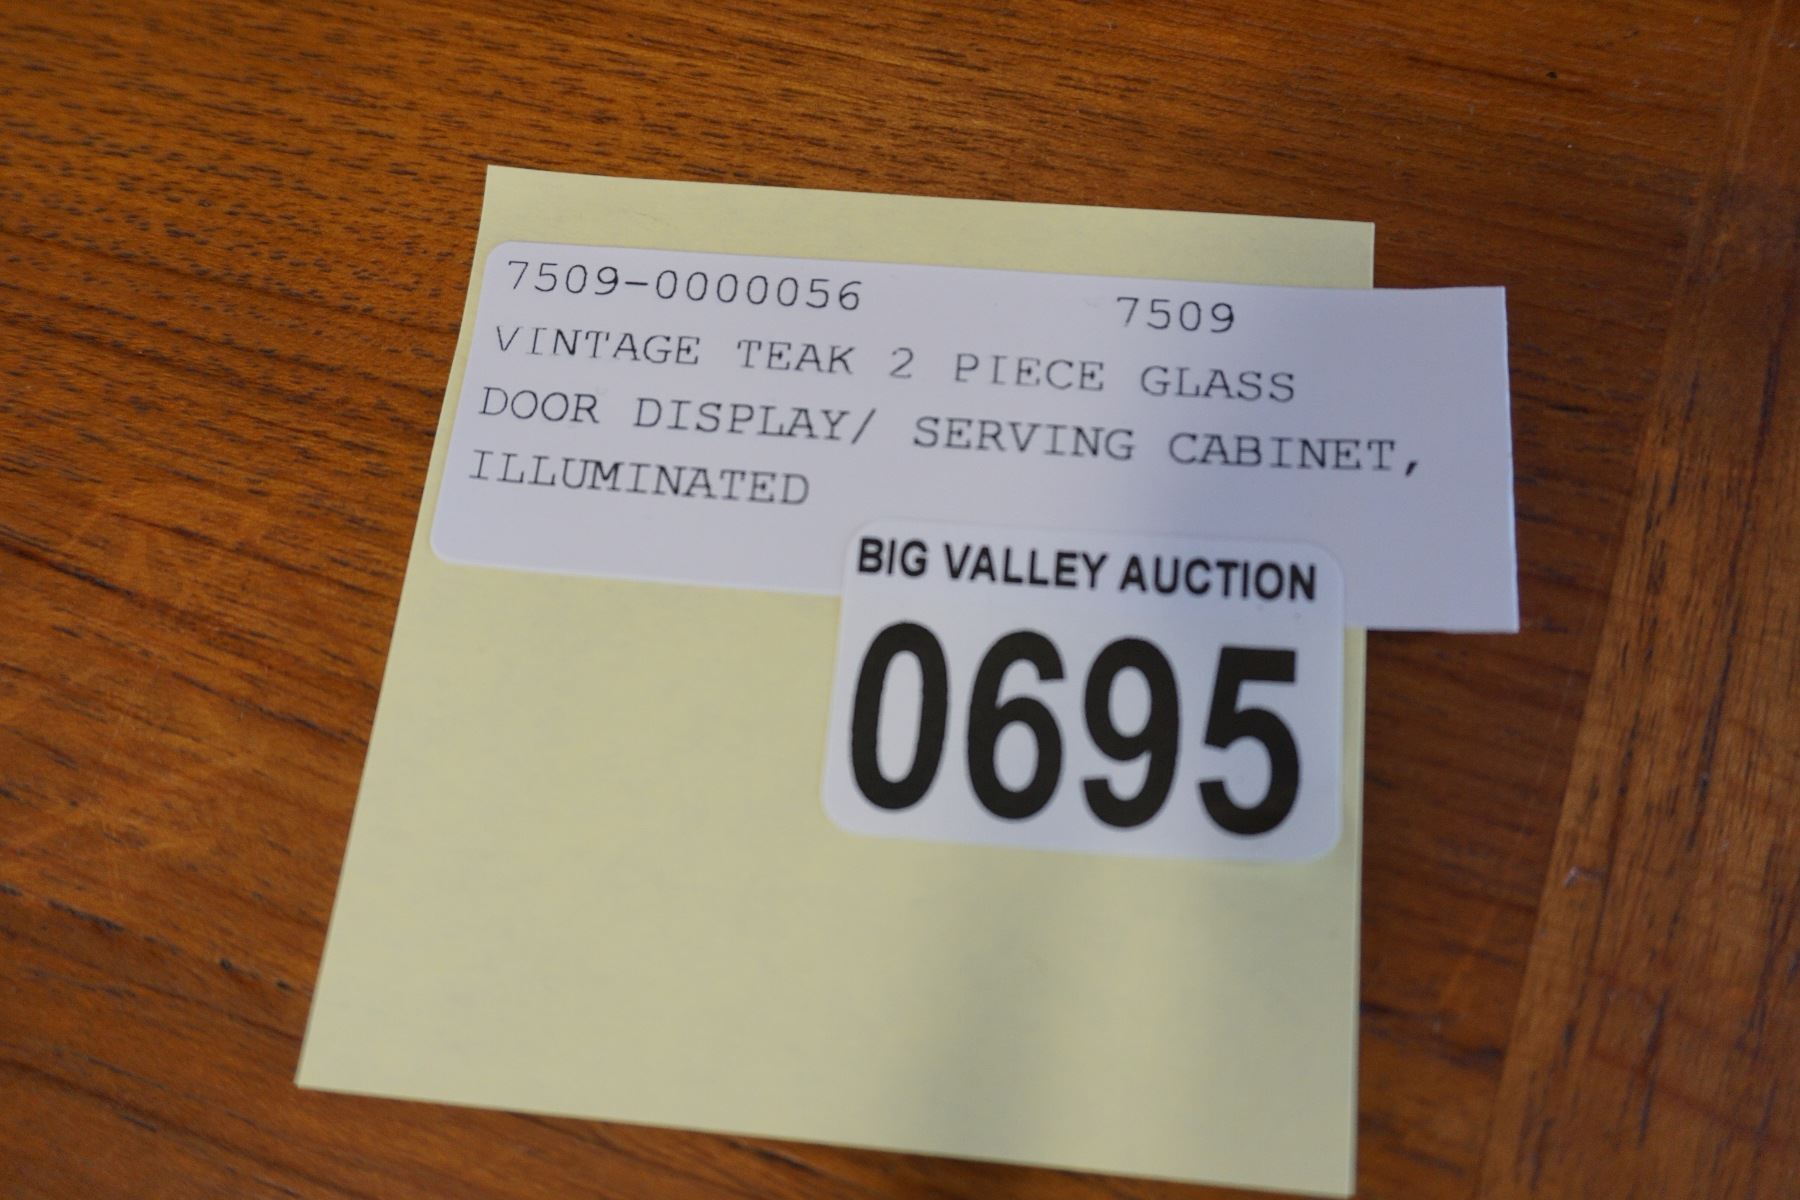 7509-0000056 7509
VINTAGE TEAK 2 PIECE GLASS
DOOR DISPLAY/ SERVING CABINET,
ILLUMINATED
BIG VALLEY AUCTION
0695